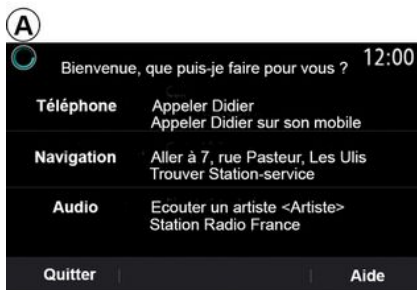 A
Bienvenue, que puis-je faire pour vous ? 12:00
Téléphone Appeler Didier
Appeler Didier sur son mobile
Navigation Aller à 7, rue Pasteur, Les Ulis
Trouver Station-service
Audio Ecouter un artiste <Artiste>
Station Radio France
Quitter Aide